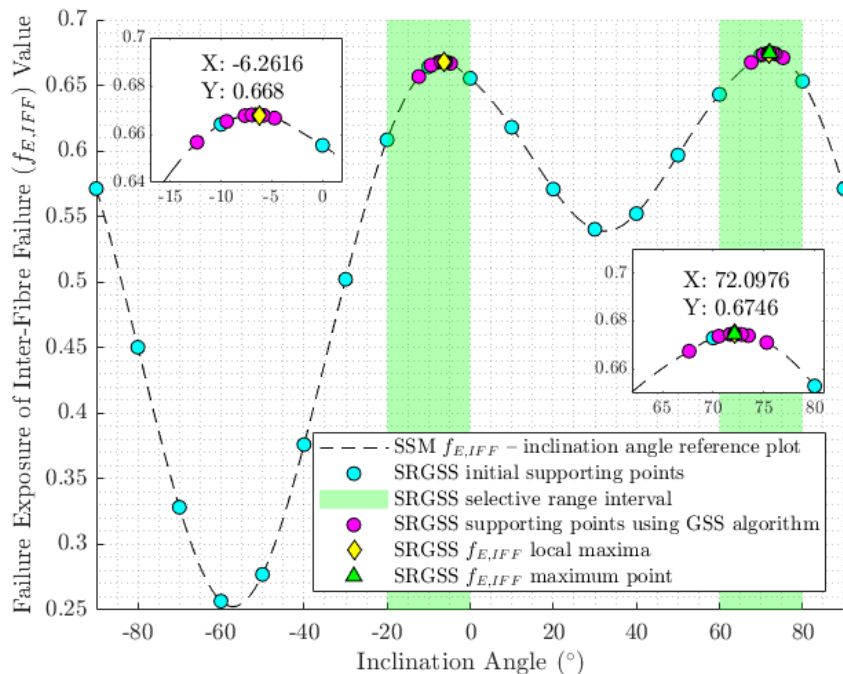 Failure Exposure of Inter-Fibre Failure (f_{E,IFF}) Value
0.7
0.65
0.6
0.55
0.5
0.45
0.4
0.35
0.3
0.25
0.7
0.68
0.66
0.64
X: -6.2616
Y: 0.668
-15 -10 -5 0
0.7
0.68
0.66
X: 72.0976
Y: 0.6746
65 70 75 80
SSM f_{E,IFF} – inclination angle reference plot
SRGSS initial supporting points
SRGSS selective range interval
SRGSS supporting points using GSS algorithm
SRGSS f_{E,IFF} local maxima
SRGSS f_{E,IFF} maximum point
-80 -60 -40 -20 0 20 40 60 80
Inclination Angle (°)